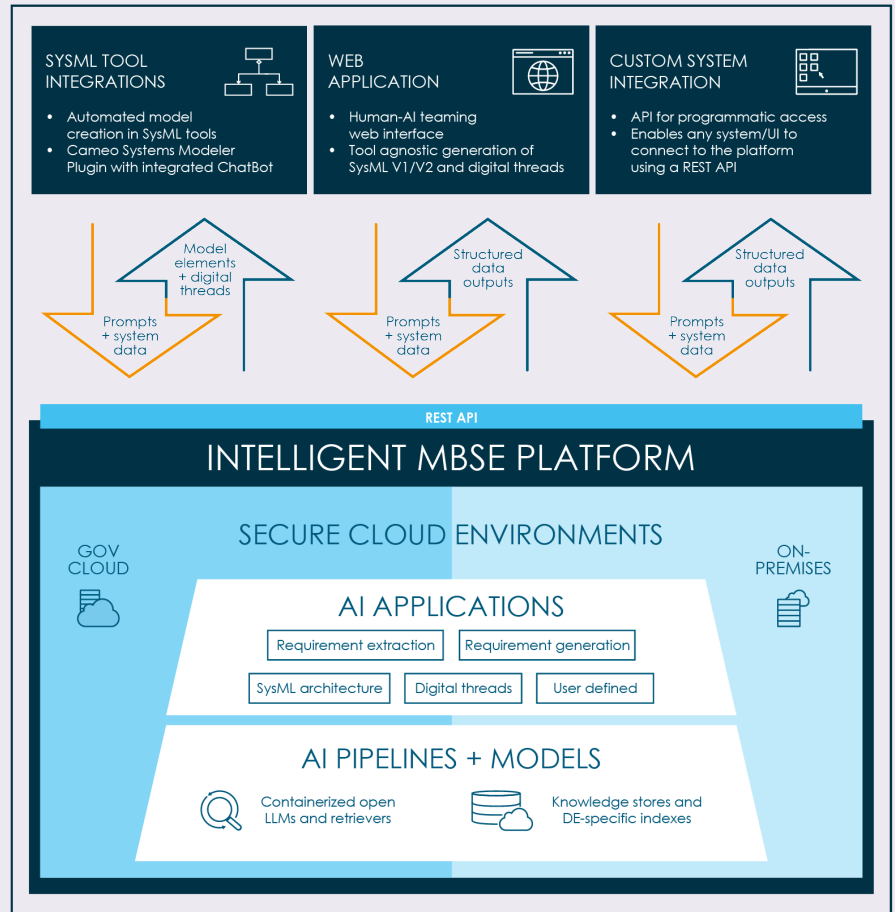 SYSML TOOL
INTEGRATIONS
• Automated model
creation in SysML tools
• Cameo Systems Modeler
Plugin with integrated ChatBot
WEB
APPLICATION
• Human-AI teaming
web interface
• Tool agnostic generation of
SysML V1/V2 and digital threads
CUSTOM SYSTEM
INTEGRATION
• API for programmatic access
• Enables any system/UI to
connect to the platform
using a REST API
Model
elements
+ digital
threads
Prompts
+ system
data
Structured
data
outputs
Prompts
+ system
data
Structured
data
outputs
Prompts
+ system
data
REST API
INTELLIGENT MBSE PLATFORM
SECURE CLOUD ENVIRONMENTS
GOV
CLOUD
ON-
PREMISES
AI APPLICATIONS
Requirement extraction
Requirement generation
SysML architecture
Digital threads
User defined
AI PIPELINES + MODELS
Containerized open
LLMs and retrievers
Knowledge stores and
DE-specific indexes